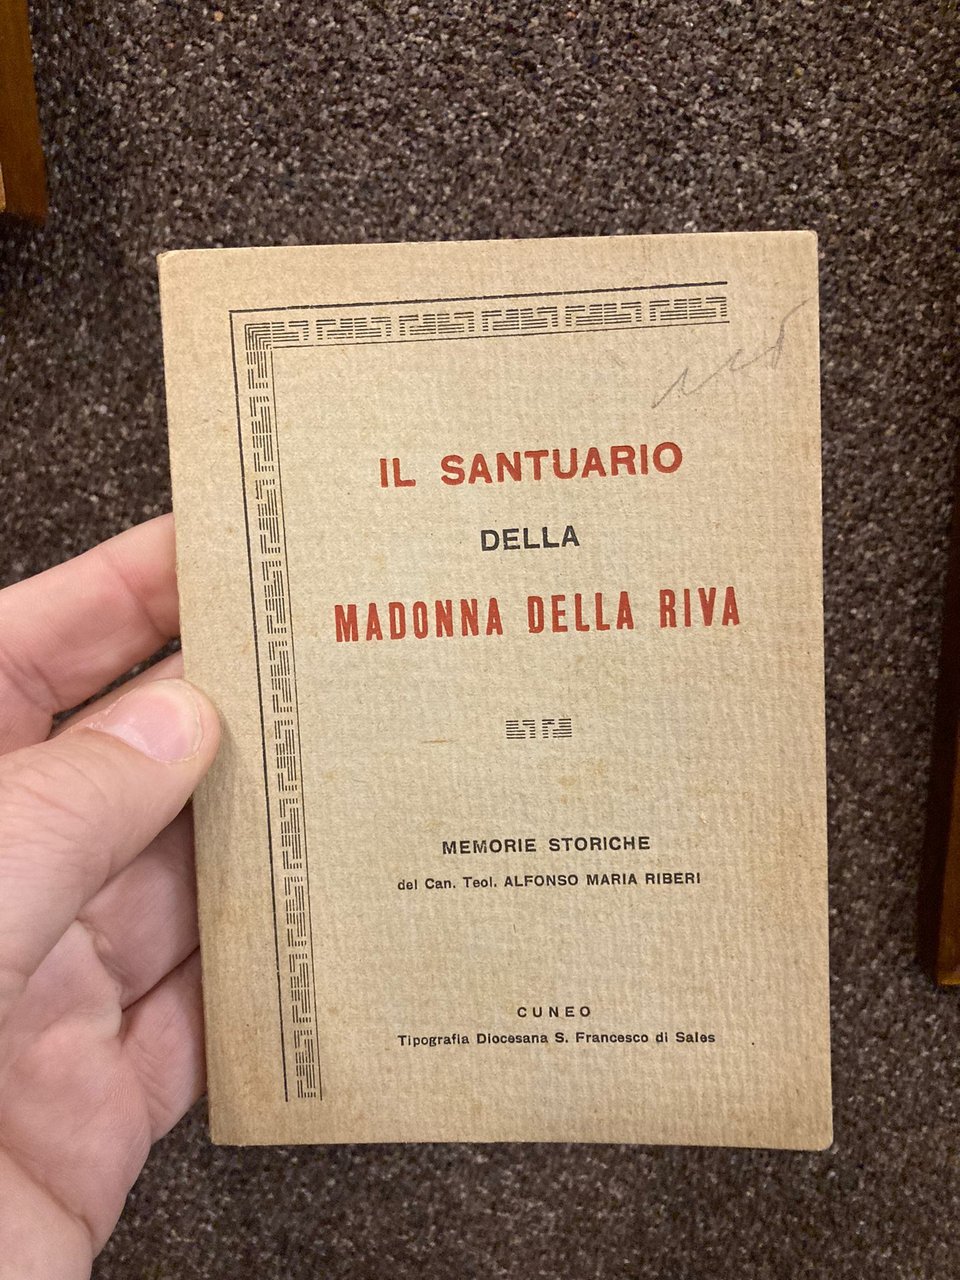 IL SANTUARIO
DELLA
MADONNA DELLA RIVA
MEMORIE STORICHE
del Can. Teol. ALFONSO MARIA RIBERI
CUNEO
Tipografia Diocesana S. Francesco di Sales